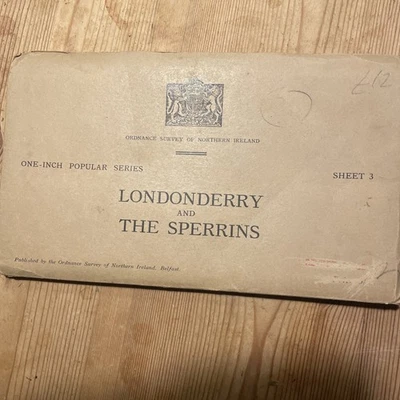 £12
ORDNANCE SURVEY OF NORTHERN IRELAND
ONE-INCH POPULAR SERIES
SHEET 3
LONDONDERRY
AND
THE SPERRINS
Published by the Ordnance Survey of Northern Ireland, Belfast.